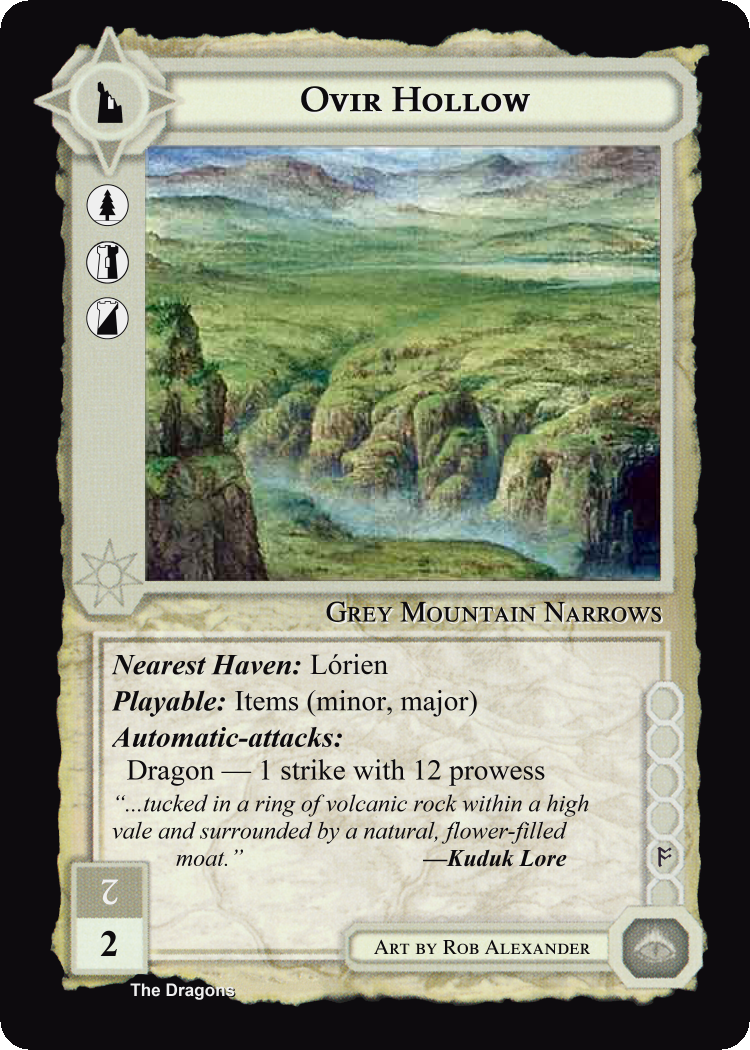 Ovir Hollow
Grey Mountain Narrows
Nearest Haven: Lórien
Playable: Items (minor, major)
Automatic-attacks:
Dragon — 1 strike with 12 prowess
“...tucked in a ring of volcanic rock within a high
vale and surrounded by a natural, flower-filled
moat.” —Kuduk Lore
2
2
Art by Rob Alexander
The Dragons